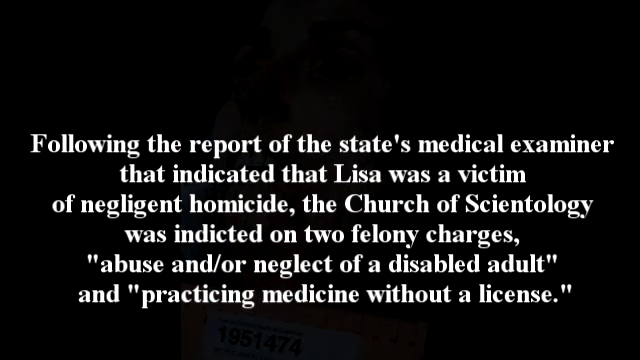 Following the report of the state's medical examiner
that indicated that Lisa was a victim
of negligent homicide, the Church of Scientology
was indicted on two felony charges,
"abuse and/or neglect of a disabled adult"
and "practicing medicine without a license."
1951474